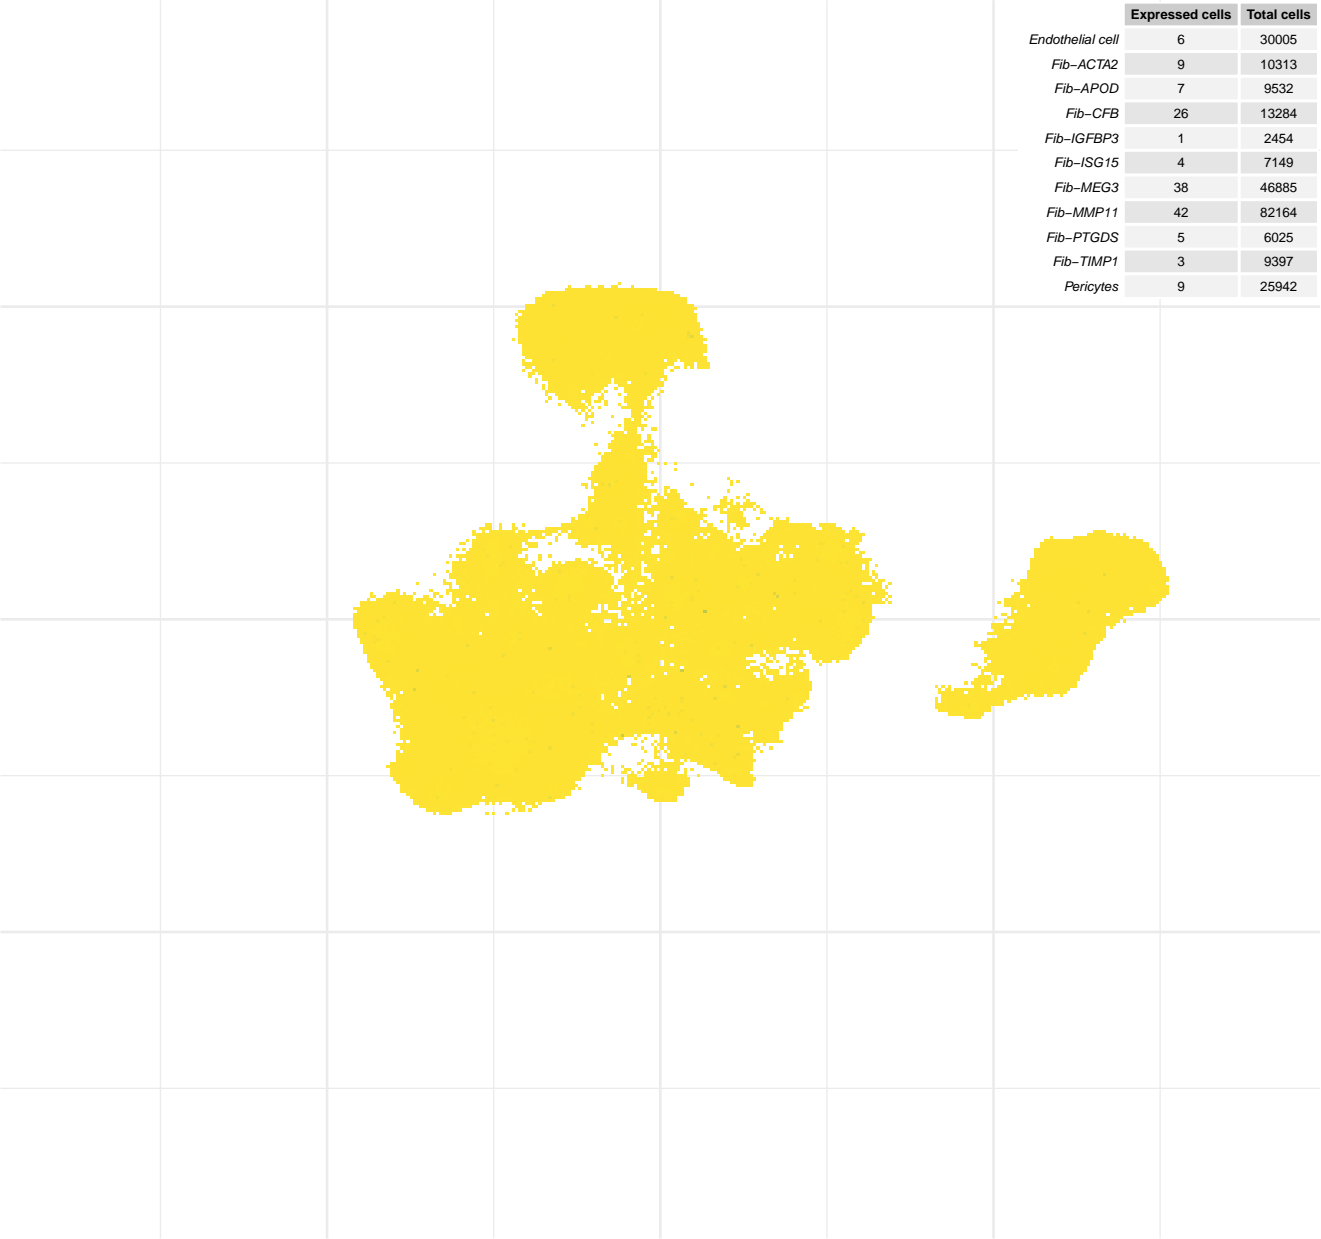 Expressed cells Total cells
Endothelial cell 6 30005
Fib−ACTA2 9 10313
Fib−APOD 7 9532
Fib−CFB 26 13284
Fib−IGFBP3 1 2454
Fib−ISG15 4 7149
Fib−MEG3 38 46885
Fib−MMP11 42 82164
Fib−PTGDS 5 6025
Fib−TIMP1 3 9397
Pericytes 9 25942